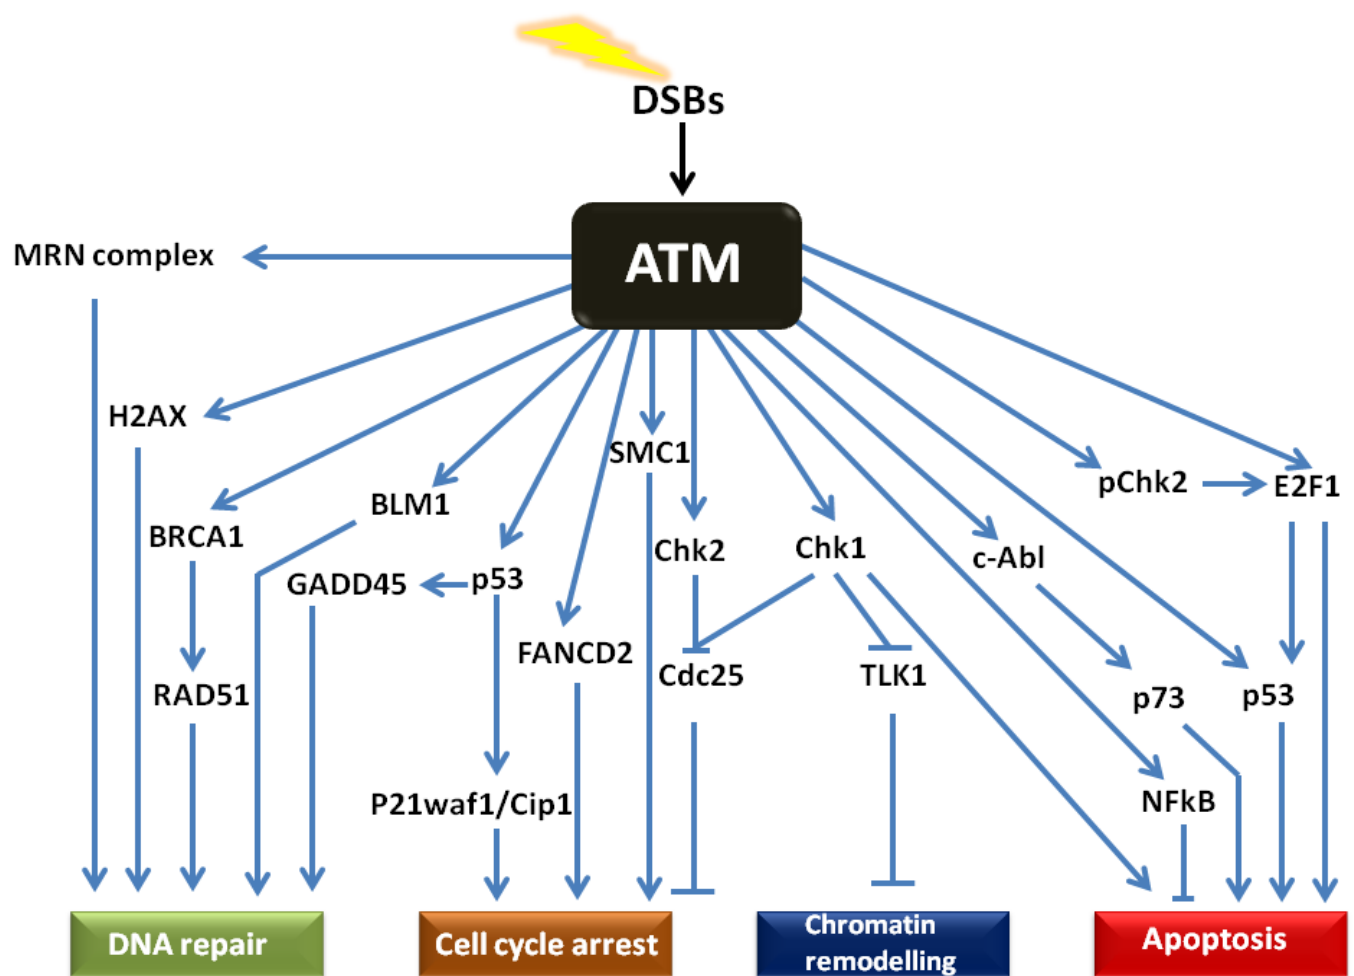 DSBs
ATM
MRN complex
H2AX
SMC1
pChk2
E2F1
BLM1
BRCA1
Chk2
Chk1
c-Abl
GADD45
p53
FANCD2
Cdc25
TLK1
RAD51
p73
p53
P21waf1/Cip1
NFkB
DNA repair
Cell cycle arrest
Chromatin
remodelling
Apoptosis